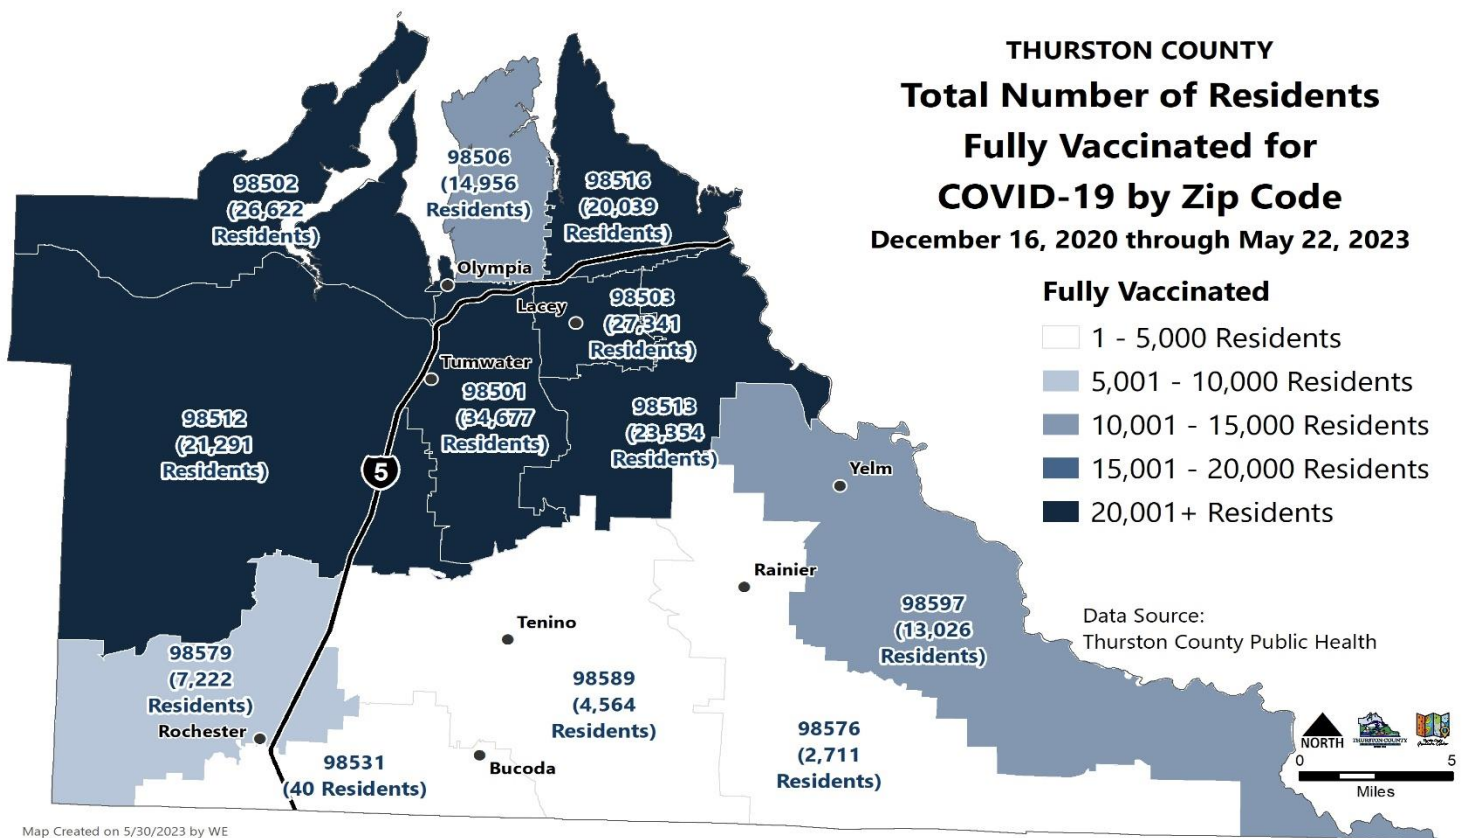 THURSTON COUNTY
Total Number of Residents
Fully Vaccinated for
COVID-19 by Zip Code
December 16, 2020 through May 22, 2023
Fully Vaccinated
1 - 5,000 Residents
5,001 - 10,000 Residents
10,001 - 15,000 Residents
15,001 - 20,000 Residents
20,001+ Residents
98506
(14,956
Residents)
98502
(26,622
Residents)
98516
(20,039
Residents)
Olympia
Lacey
98503
(27,341
Residents)
Tumwater
98501
(34,677
Residents)
98512
(21,291
Residents)
98513
(23,354
Residents)
5
Yelm
Rainier
98597
(13,026
Residents)
Tenino
98579
(7,222
Residents)
Rochester
98589
(4,564
Residents)
98576
(2,711
Residents)
98531
(40 Residents)
Bucoda
Data Source:
Thurston County Public Health
NORTH
THURSTON COUNTY
0 5
Miles
Map Created on 5/30/2023 by WE